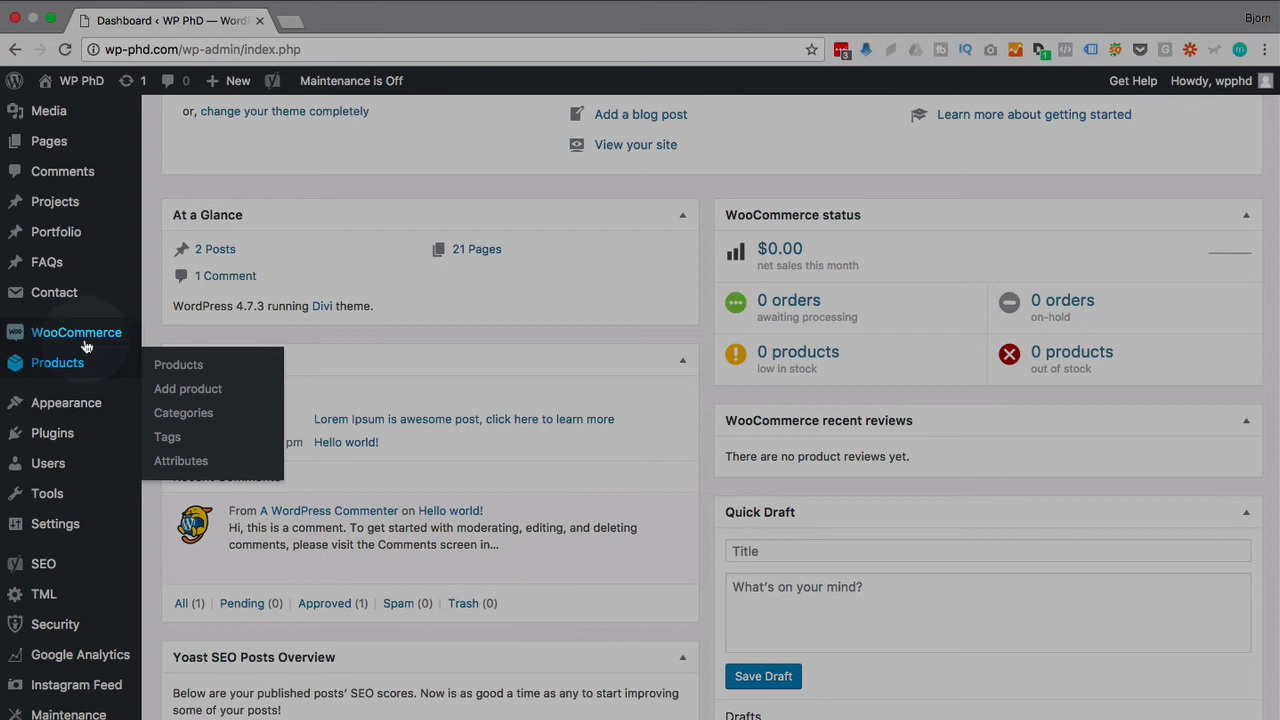 Dashboard ‹ WP PhD — WordP
Bjorn
wp-phd.com/wp-admin/index.php
3
1
WP PhD
1
0
New
Maintenance is Off
Get Help
Howdy, wpphd
Media
Pages
Comments
Projects
Portfolio
FAQs
Contact
WooCommerce
Products
Appearance
Plugins
Users
Tools
Settings
SEO
TML
Security
Google Analytics
Instagram Feed
Maintenance
Products
Add product
Categories
Tags
Attributes
or, change your theme completely
Add a blog post
View your site
Learn more about getting started
At a Glance
2 Posts
21 Pages
1 Comment
WordPress 4.7.3 running Divi theme.
Lorem Ipsum is awesome post, click here to learn more
pm
Hello world!
Recent Comments
From A WordPress Commenter on Hello world!
Hi, this is a comment. To get started with moderating, editing, and deleting
comments, please visit the Comments screen in…
All (1) | Pending (0) | Approved (1) | Spam (0) | Trash (0)
Yoast SEO Posts Overview
Below are your published posts' SEO scores. Now is as good a time as any to start improving
some of your posts!
WooCommerce status
$0.00
net sales this month
0 orders
awaiting processing
0 orders
on-hold
0 products
low in stock
0 products
out of stock
WooCommerce recent reviews
There are no product reviews yet.
Quick Draft
Title
What's on your mind?
Save Draft
Drafts